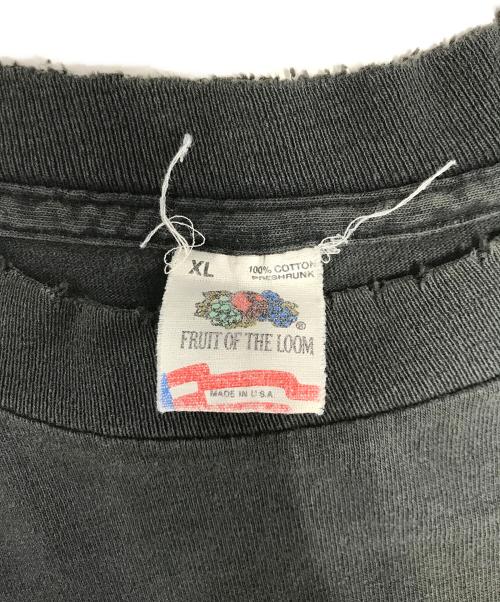 XL
100% COTTON
PRESHRUNK
®
FRUIT OF THE LOOM
MADE IN U.S.A